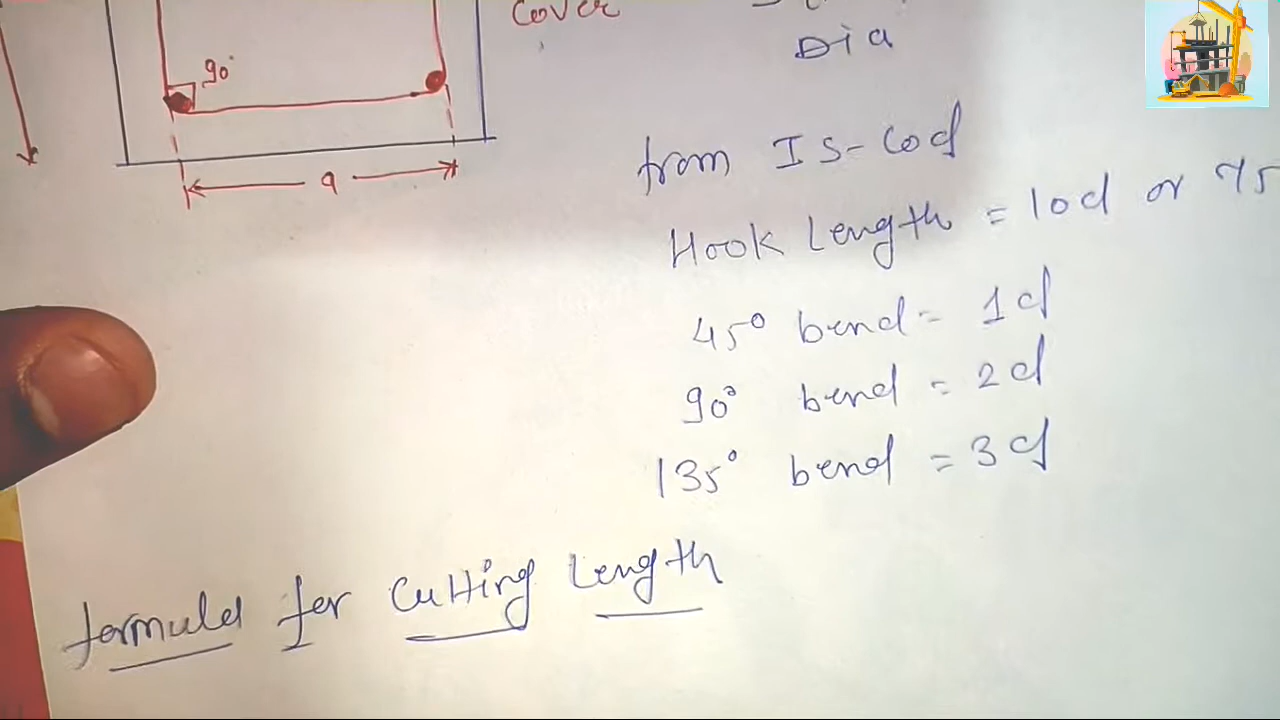 Cover
Dia
90°
a
from IS-Cod
Hook Length = 10d or 75
45° bend = 1d
90° bend = 2d
135° bend = 3d
formula for Cutting Length